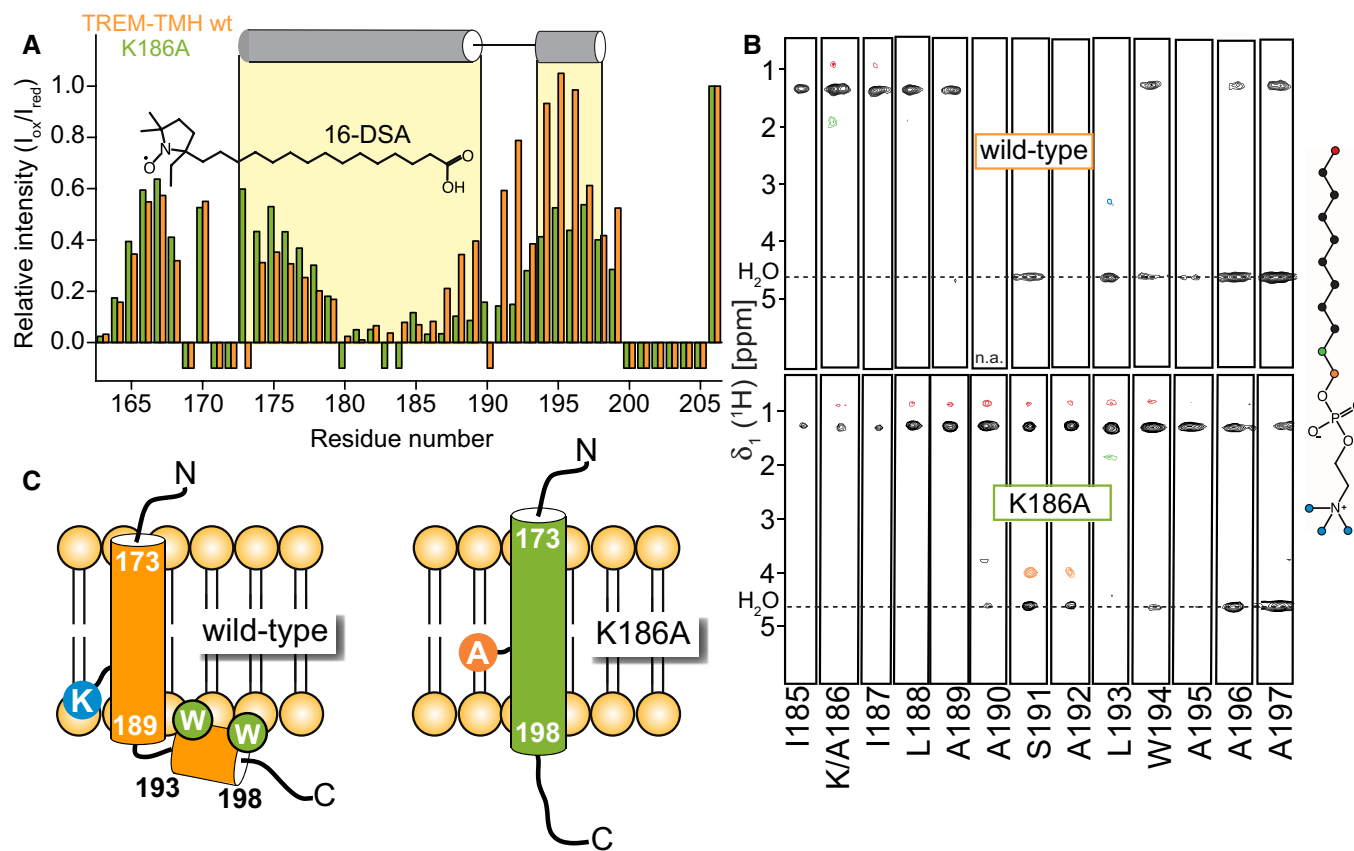 A
TREM-TMH wt
K186A
Relative intensity (Iox/Ired)
1.0
0.8
0.6
0.4
0.2
0.0
16-DSA
N
O
O
OH
165 170 175 180 185 190 195 200 205
Residue number
B
δ1 (1H) [ppm]
1
2
3
4
H2O
5
wild-type
n.a.
1
2
3
4
H2O
5
K186A
I185 K/A186 I187 L188 A189 A190 S191 A192 L193 W194 A195 A196 A197
O
P
O
O-
O
N+
C
N
173
wild-type
K
189
W
W
193
198
C
N
173
A
K186A
198
C